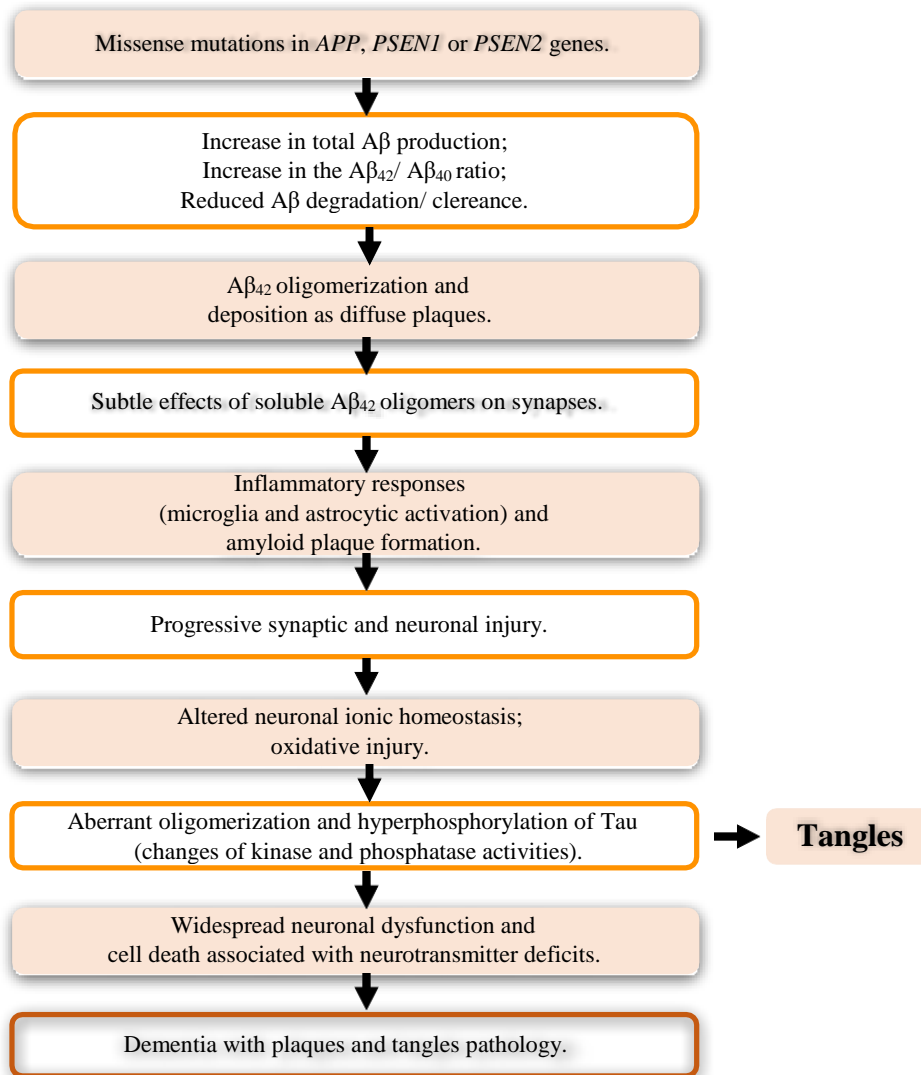 Missense mutations in APP, PSEN1 or PSEN2 genes.
Increase in total Aβ production;
Increase in the Aβ₄₂/ Aβ₄₀ ratio;
Reduced Aβ degradation/ clereance.
Aβ₄₂ oligomerization and
deposition as diffuse plaques.
Subtle effects of soluble Aβ₄₂ oligomers on synapses.
Inflammatory responses
(microglia and astrocytic activation) and
amyloid plaque formation.
Progressive synaptic and neuronal injury.
Altered neuronal ionic homeostasis;
oxidative injury.
Aberrant oligomerization and hyperphosphorylation of Tau
(changes of kinase and phosphatase activities).
Tangles
Widespread neuronal dysfunction and
cell death associated with neurotransmitter deficits.
Dementia with plaques and tangles pathology.